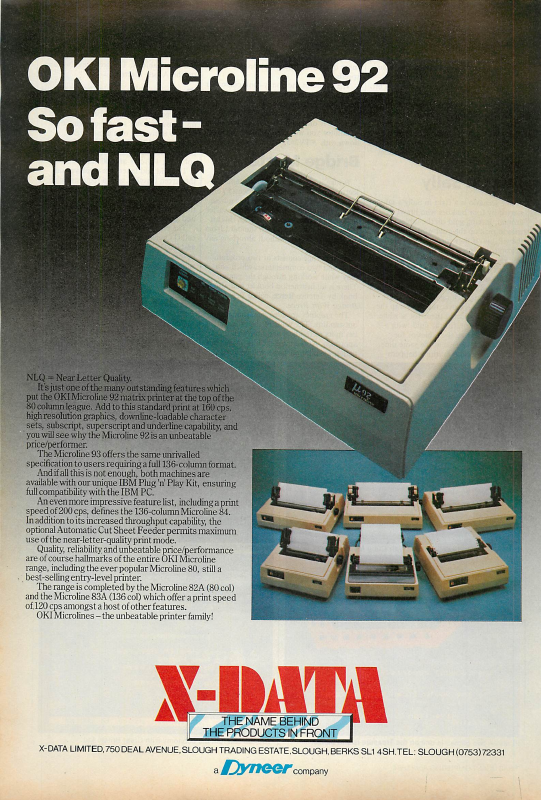 OKI Microline 92
So fast-
and NLQ
NLQ = Near Letter Quality.
It's just one of the many outstanding features which
put the OKI Microline 92 matrix printer at the top of the
80 column league. Add to this standard print at 160 cps,
high resolution graphics, downline-loadable character
sets, subscript, superscript and underline capability, and
you will see why the Microline 92 is an unbeatable
price/performer.
The Microline 93 offers the same unrivalled
specification to users requiring a full 136-column format.
And if all this is not enough, both machines are
available with our unique IBM Plug 'n' Play Kit, ensuring
full compatibility with the IBM PC.
An even more impressive feature list, including a print
speed of 200 cps, defines the 136-column Microline 84.
In addition to its increased throughput capability, the
optional Automatic Cut Sheet Feeder permits maximum
use of the near-letter-quality print mode.
Quality, reliability and unbeatable price/performance
are of course hallmarks of the entire OKI Microline
range, including the ever popular Microline 80, still a
best-selling entry-level printer.
The range is completed by the Microline 82A (80 col)
and the Microline 83A (136 col) which offer a print speed
of 120 cps amongst a host of other features.
OKI Microlines – the unbeatable printer family!
µ92
X-DATA
THE NAME BEHIND
THE PRODUCTS IN FRONT
X-DATA LIMITED, 750 DEAL AVENUE, SLOUGH TRADING ESTATE, SLOUGH, BERKS SL1 4SH. TEL: SLOUGH (0753) 72331
a Dyneer company